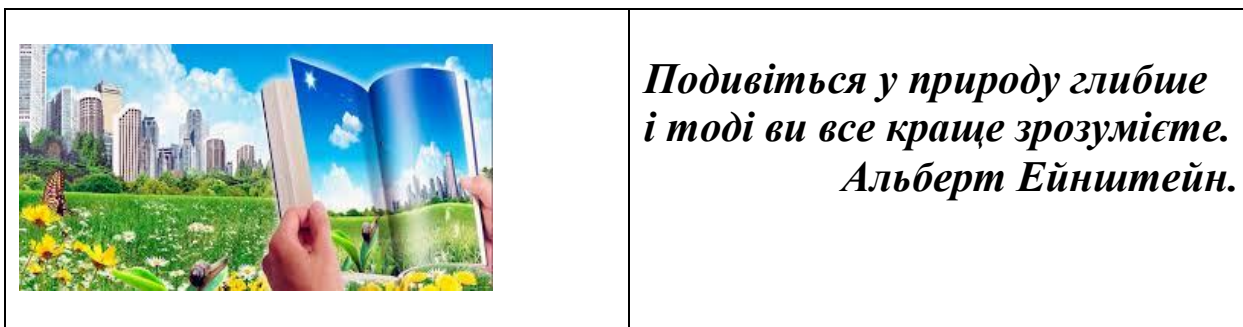 Подивіться у природу глибше
і тоді ви все краще зрозумієте.
Альберт Ейнштейн.